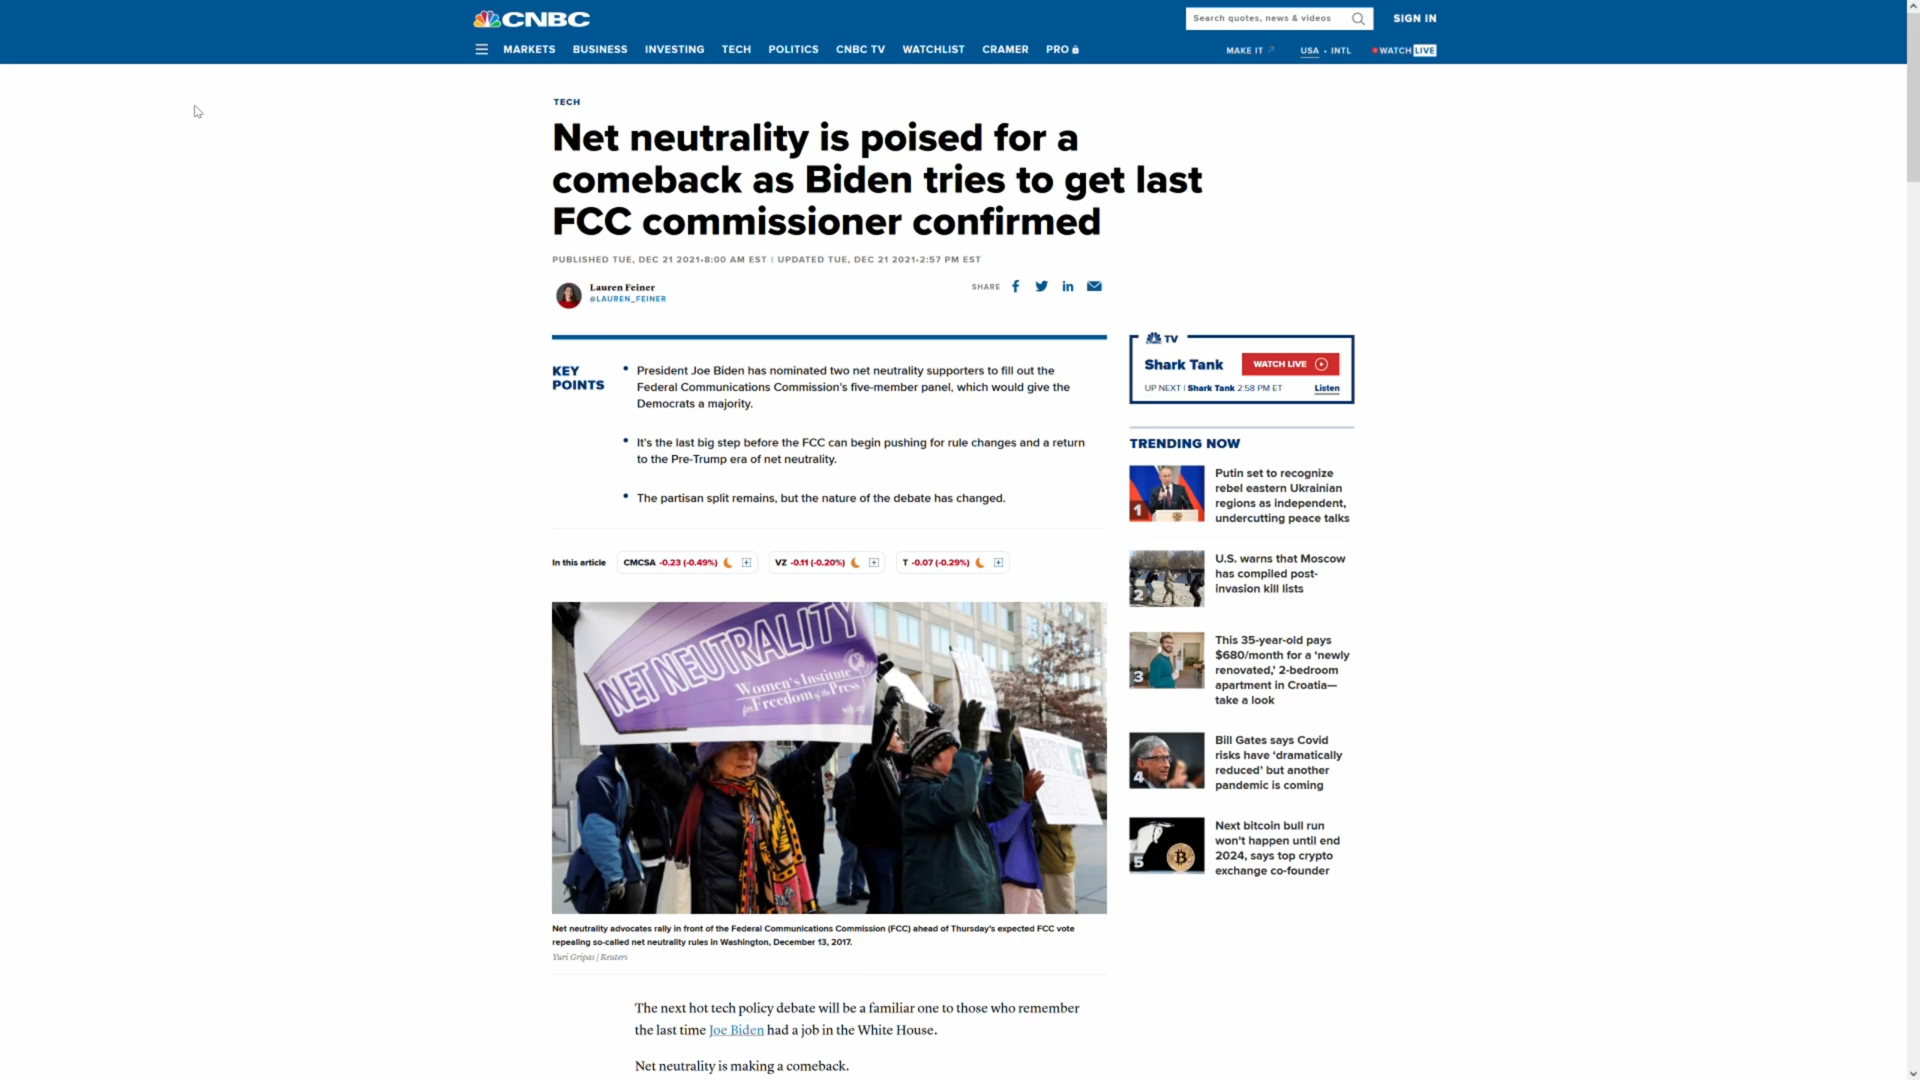 CNBC
Search quotes, news & videos
SIGN IN
MARKETS BUSINESS INVESTING TECH POLITICS CNBC TV WATCHLIST CRAMER PRO
MAKE IT USA • INTL WATCH LIVE
TECH
Net neutrality is poised for a
comeback as Biden tries to get last
FCC commissioner confirmed
PUBLISHED TUE, DEC 21 2021•8:00 AM EST | UPDATED TUE, DEC 21 2021•2:57 PM EST
Lauren Feiner
@LAUREN_FEINER
SHARE
KEY
POINTS
• President Joe Biden has nominated two net neutrality supporters to fill out the
Federal Communications Commission's five-member panel, which would give the
Democrats a majority.
• It's the last big step before the FCC can begin pushing for rule changes and a return
to the Pre-Trump era of net neutrality.
• The partisan split remains, but the nature of the debate has changed.
In this article CMCSA -0.23 (-0.49%) VZ -0.11 (-0.20%) T -0.07 (-0.29%)
NET NEUTRALITY
Women's Institute
for Freedom of the Press
Net neutrality advocates rally in front of the Federal Communications Commission (FCC) ahead of Thursday's expected FCC vote
repealing so-called net neutrality rules in Washington, December 13, 2017.
Yuri Gripas | Reuters
The next hot tech policy debate will be a familiar one to those who remember
the last time Joe Biden had a job in the White House.
Net neutrality is making a comeback.
TV
Shark Tank
WATCH LIVE
UP NEXT | Shark Tank 2:58 PM ET
Listen
TRENDING NOW
1
Putin set to recognize
rebel eastern Ukrainian
regions as independent,
undercutting peace talks
2
U.S. warns that Moscow
has compiled post-
invasion kill lists
3
This 35-year-old pays
$680/month for a 'newly
renovated,' 2-bedroom
apartment in Croatia—
take a look
4
Bill Gates says Covid
risks have 'dramatically
reduced' but another
pandemic is coming
5
Next bitcoin bull run
won't happen until end
2024, says top crypto
exchange co-founder